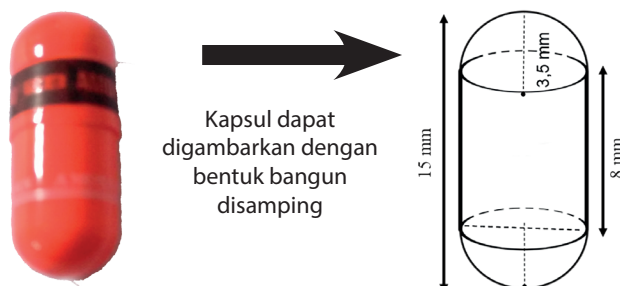 Kapsul dapat
digambarkan dengan
bentuk bangun
disamping
15 mm
3,5 mm
8 mm